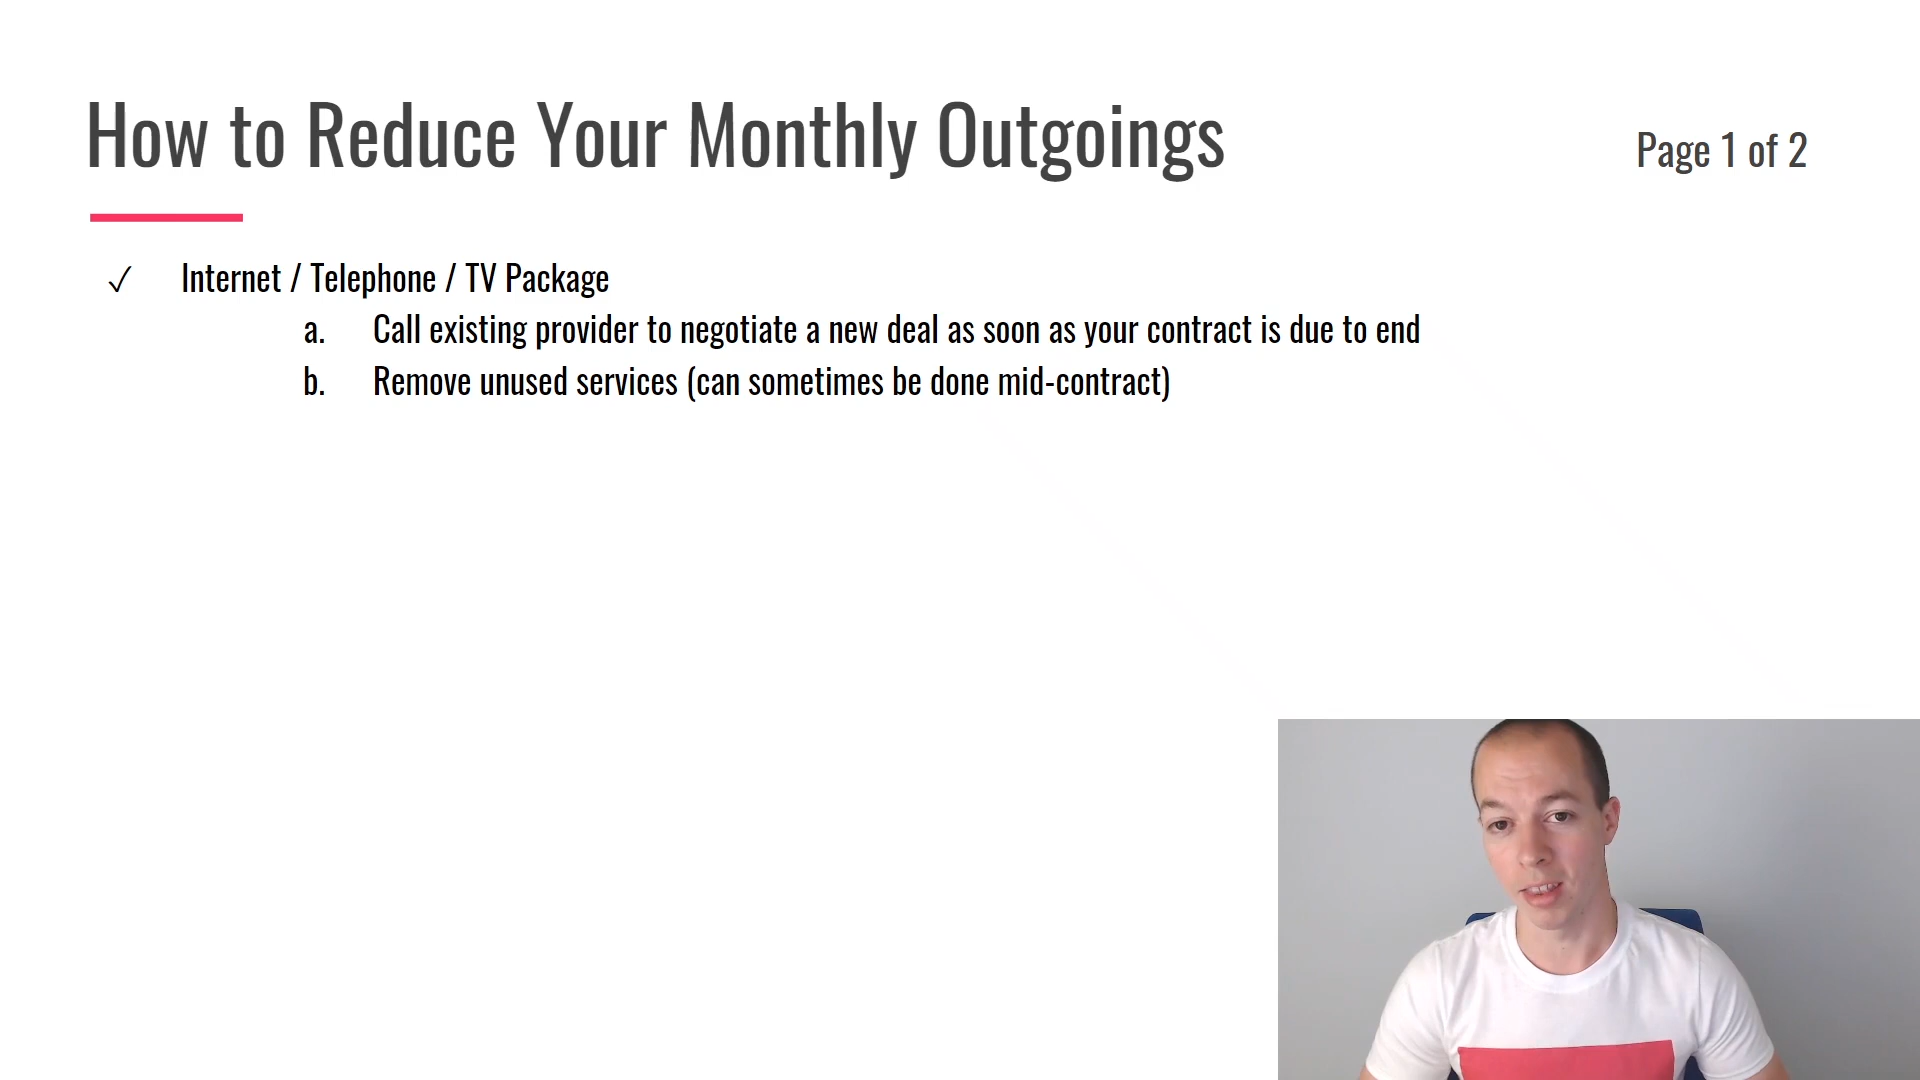 How to Reduce Your Monthly Outgoings
Page 1 of 2
✓ Internet / Telephone / TV Package
a. Call existing provider to negotiate a new deal as soon as your contract is due to end
b. Remove unused services (can sometimes be done mid-contract)